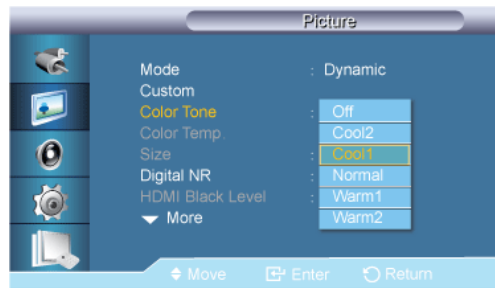 Picture
Mode : Dynamic
Custom
Color Tone : Off
Color Temp. Cool2
Size : Cool1
Digital NR : Normal
HDMI Black Level : Warm1
More Warm2
Move Enter Return